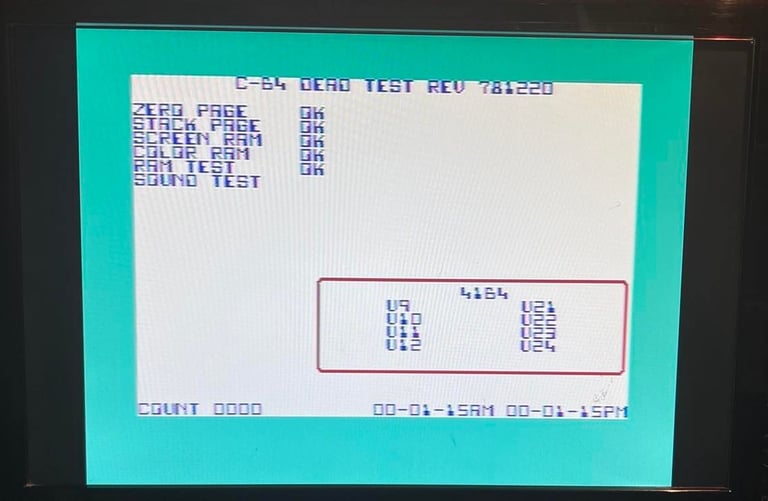 C-64 DEAD TEST REV 781220
ZERO PAGE OK
STACK PAGE OK
SCREEN RAM OK
COLOR RAM OK
RAM TEST OK
SOUND TEST
4164
U9 U21
U10 U22
U11 U23
U12 U24
COUNT 0000 00-01-15AM 00-01-15PM